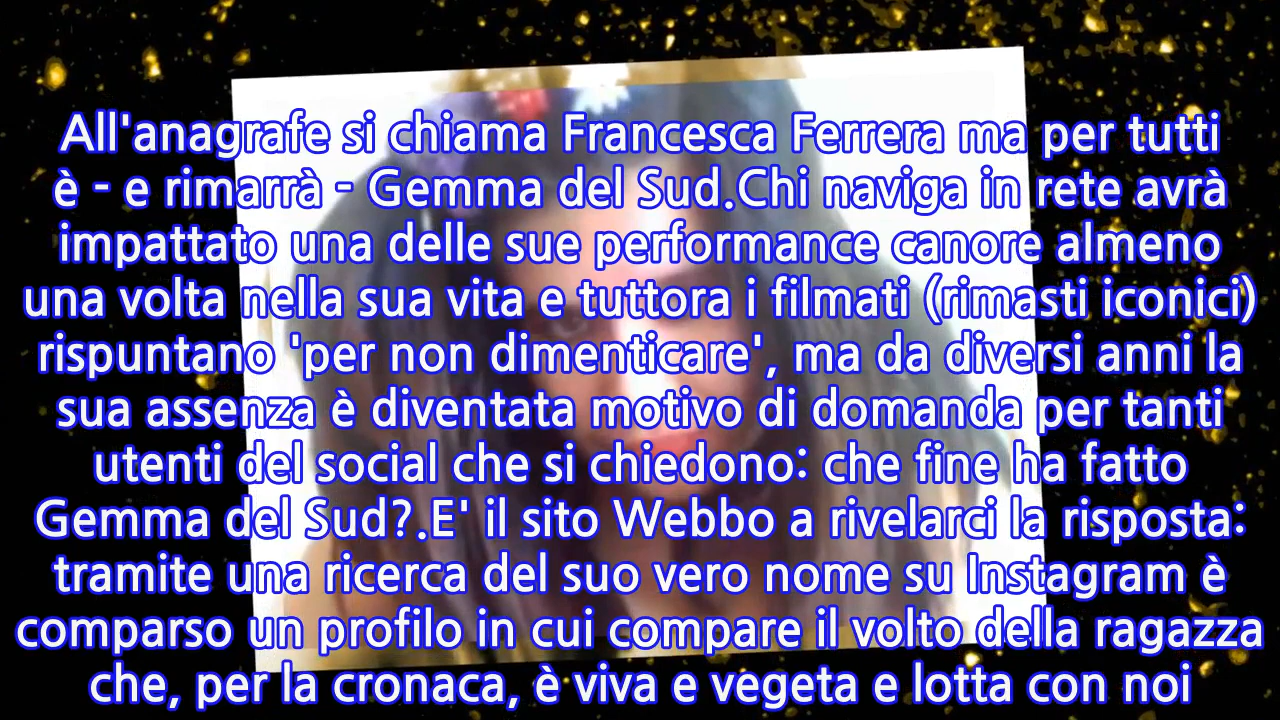 All'anagrafe si chiama Francesca Ferrera ma per tutti
è - e rimarrà - Gemma del Sud.Chi naviga in rete avrà
impattato una delle sue performance canore almeno
una volta nella sua vita e tuttora i filmati (rimasti iconici)
rispuntano 'per non dimenticare', ma da diversi anni la
sua assenza è diventata motivo di domanda per tanti
utenti del social che si chiedono: che fine ha fatto
Gemma del Sud?.E' il sito Webbo a rivelarci la risposta:
tramite una ricerca del suo vero nome su Instagram è
comparso un profilo in cui compare il volto della ragazza
che, per la cronaca, è viva e vegeta e lotta con noi